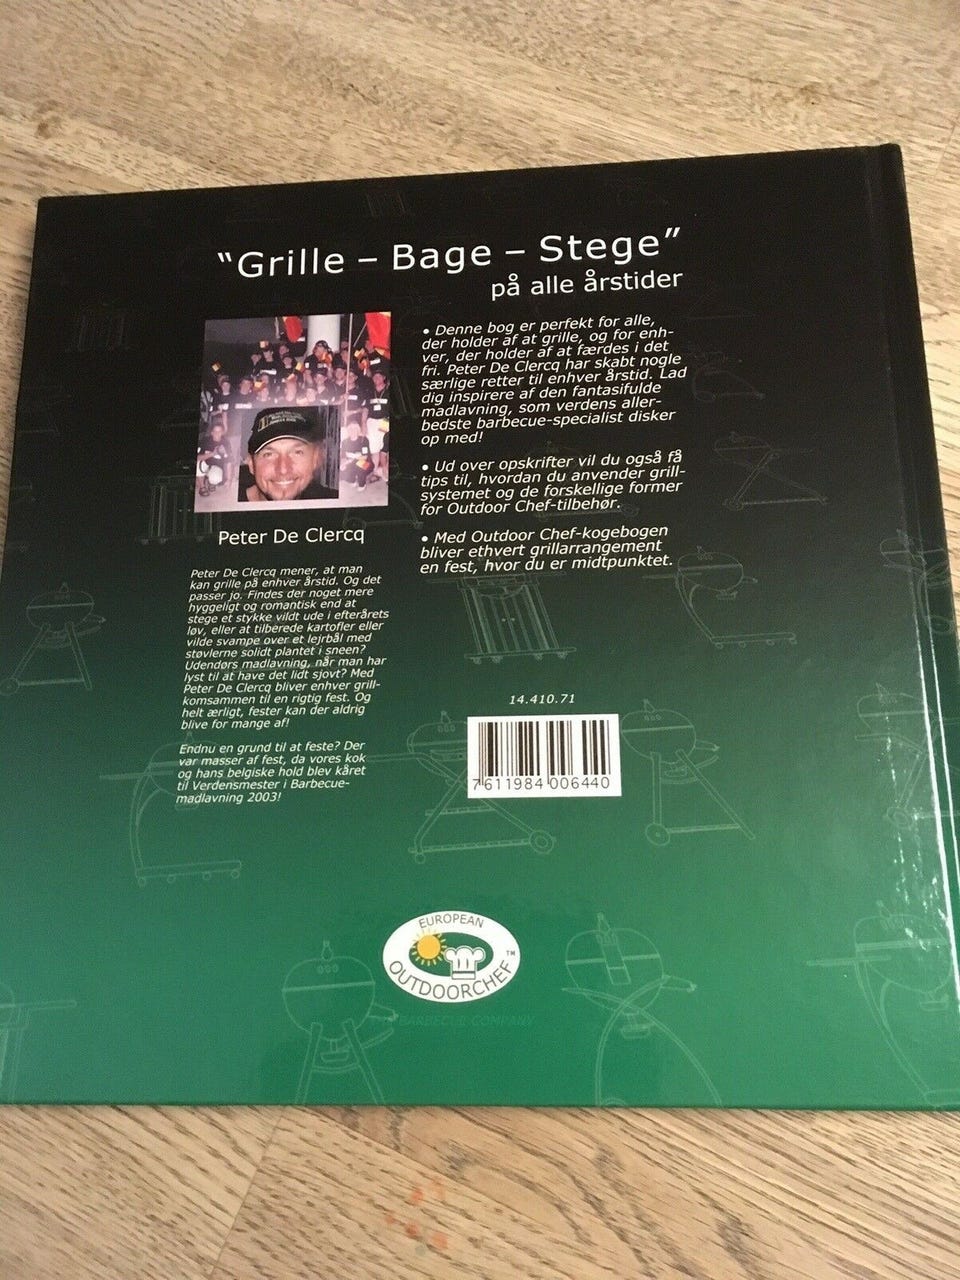 “Grille – Bage – Stege”
på alle årstider
Peter De Clercq
Peter De Clercq mener, at man
kan grille på enhver årstid. Og det
passer jo. Findes der noget mere
hyggeligt og romantisk end at
stege et stykke vildt ude i efterårets
løv, eller at tilberede kartofler eller
vilde svampe over et lejrbål med
støvlerne solidt plantet i sneen?
Udendørs madlavning, når man har
lyst til at have det lidt sjovt? Med
Peter De Clercq bliver enhver grill-
komsammen til en rigtig fest. Og
helt ærligt, fester kan der aldrig
blive for mange af!
Endnu en grund til at feste? Der
var masser af fest, da vores kok
og hans belgiske hold blev kåret
til Verdensmester i Barbecue-
madlavning 2003!
• Denne bog er perfekt for alle,
der holder af at grille, og for enh-
ver, der holder af at færdes i det
fri. Peter De Clercq har skabt nogle
særlige retter til enhver årstid. Lad
dig inspirere af den fantasifulde
madlavning, som verdens aller-
bedste barbecue-specialist disker
op med!
• Ud over opskrifter vil du også få
tips til, hvordan du anvender grill-
systemet og de forskellige former
for Outdoor Chef-tilbehør.
• Med Outdoor Chef-kogebogen
bliver ethvert grillarrangement
en fest, hvor du er midtpunktet.
14.410.71
7611984 006440
EUROPEAN
OUTDOORCHEF™
BARBECUE COMPANY